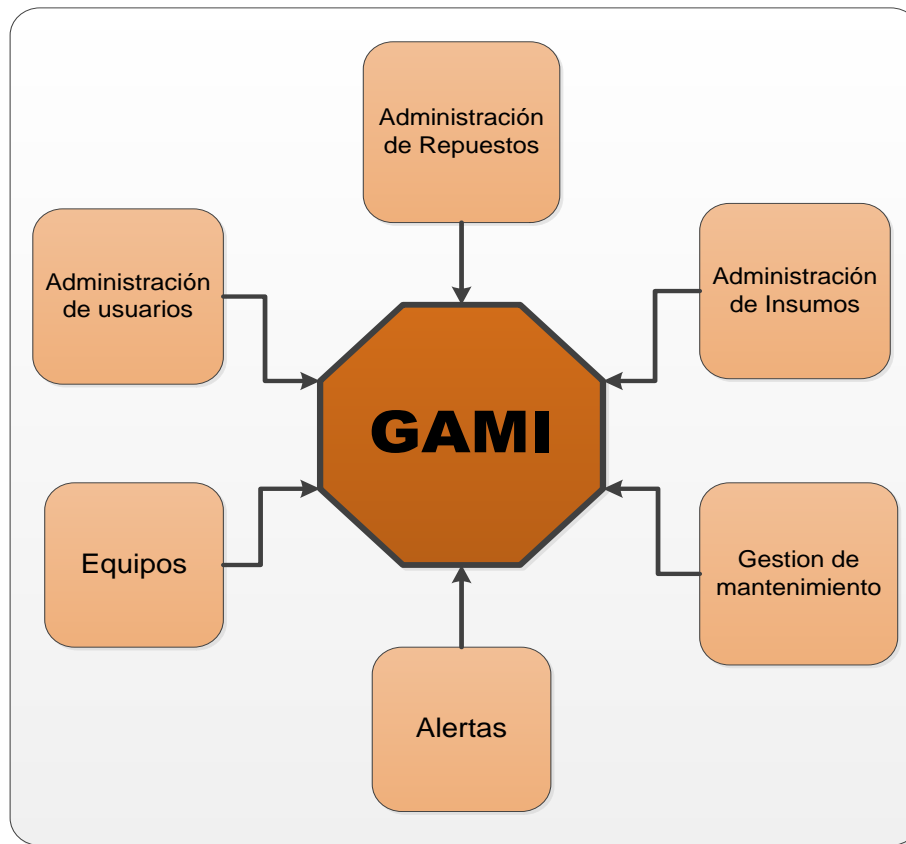 Administración
de Repuestos
Administración
de usuarios
Administración
de Insumos
GAMI
Equipos
Gestion de
mantenimiento
Alertas